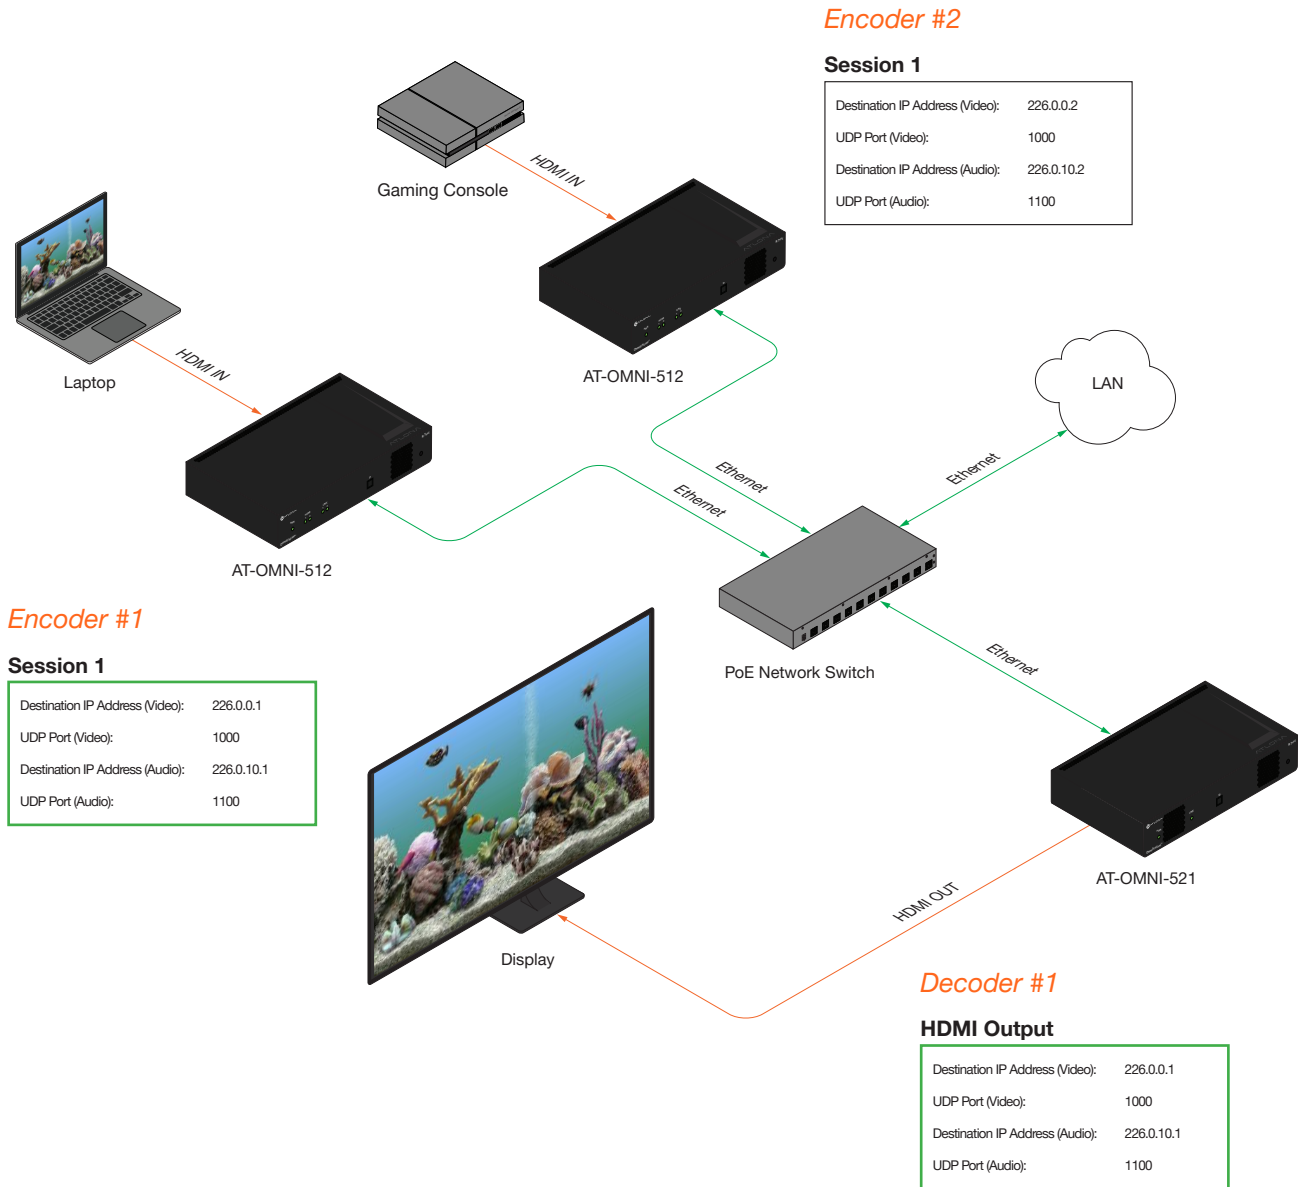 Encoder #2
Session 1
Destination IP Address (Video): 226.0.0.2
UDP Port (Video): 1000
Destination IP Address (Audio): 226.0.10.2
UDP Port (Audio): 1100
Gaming Console
HDMI IN
Laptop
HDMI IN
AT-OMNI-512
LAN
Ethernet
Ethernet
Ethernet
AT-OMNI-512
Encoder #1
Session 1
Destination IP Address (Video): 226.0.0.1
UDP Port (Video): 1000
Destination IP Address (Audio): 226.0.10.1
UDP Port (Audio): 1100
PoE Network Switch
Ethernet
AT-OMNI-521
HDMI OUT
Display
Decoder #1
HDMI Output
Destination IP Address (Video): 226.0.0.1
UDP Port (Video): 1000
Destination IP Address (Audio): 226.0.10.1
UDP Port (Audio): 1100